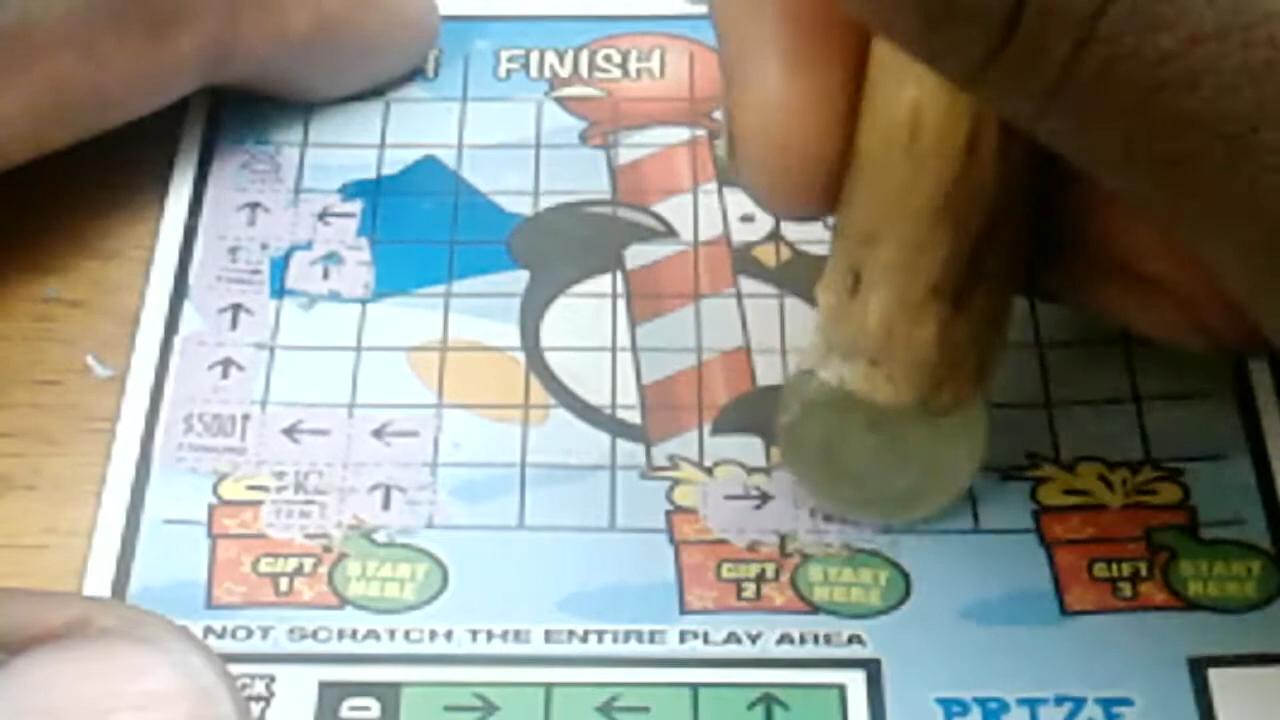 FINISH
$500
GIFT 1
START HERE
GIFT 2
START HERE
GIFT 3
START HERE
NOT SCRATCH THE ENTIRE PLAY AREA
PRIZE